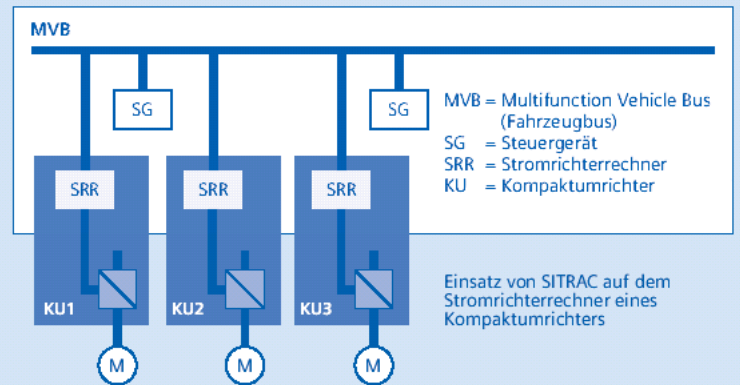 MVB
SG
SG
MVB = Multifunction Vehicle Bus
(Fahrzeugbus)
SG = Steuergerät
SRR = Stromrichterrechner
KU = Kompaktumrichter
SRR
SRR
SRR
KU1
KU2
KU3
Einsatz von SITRAC auf dem
Stromrichterrechner eines
Kompaktumrichters
M
M
M